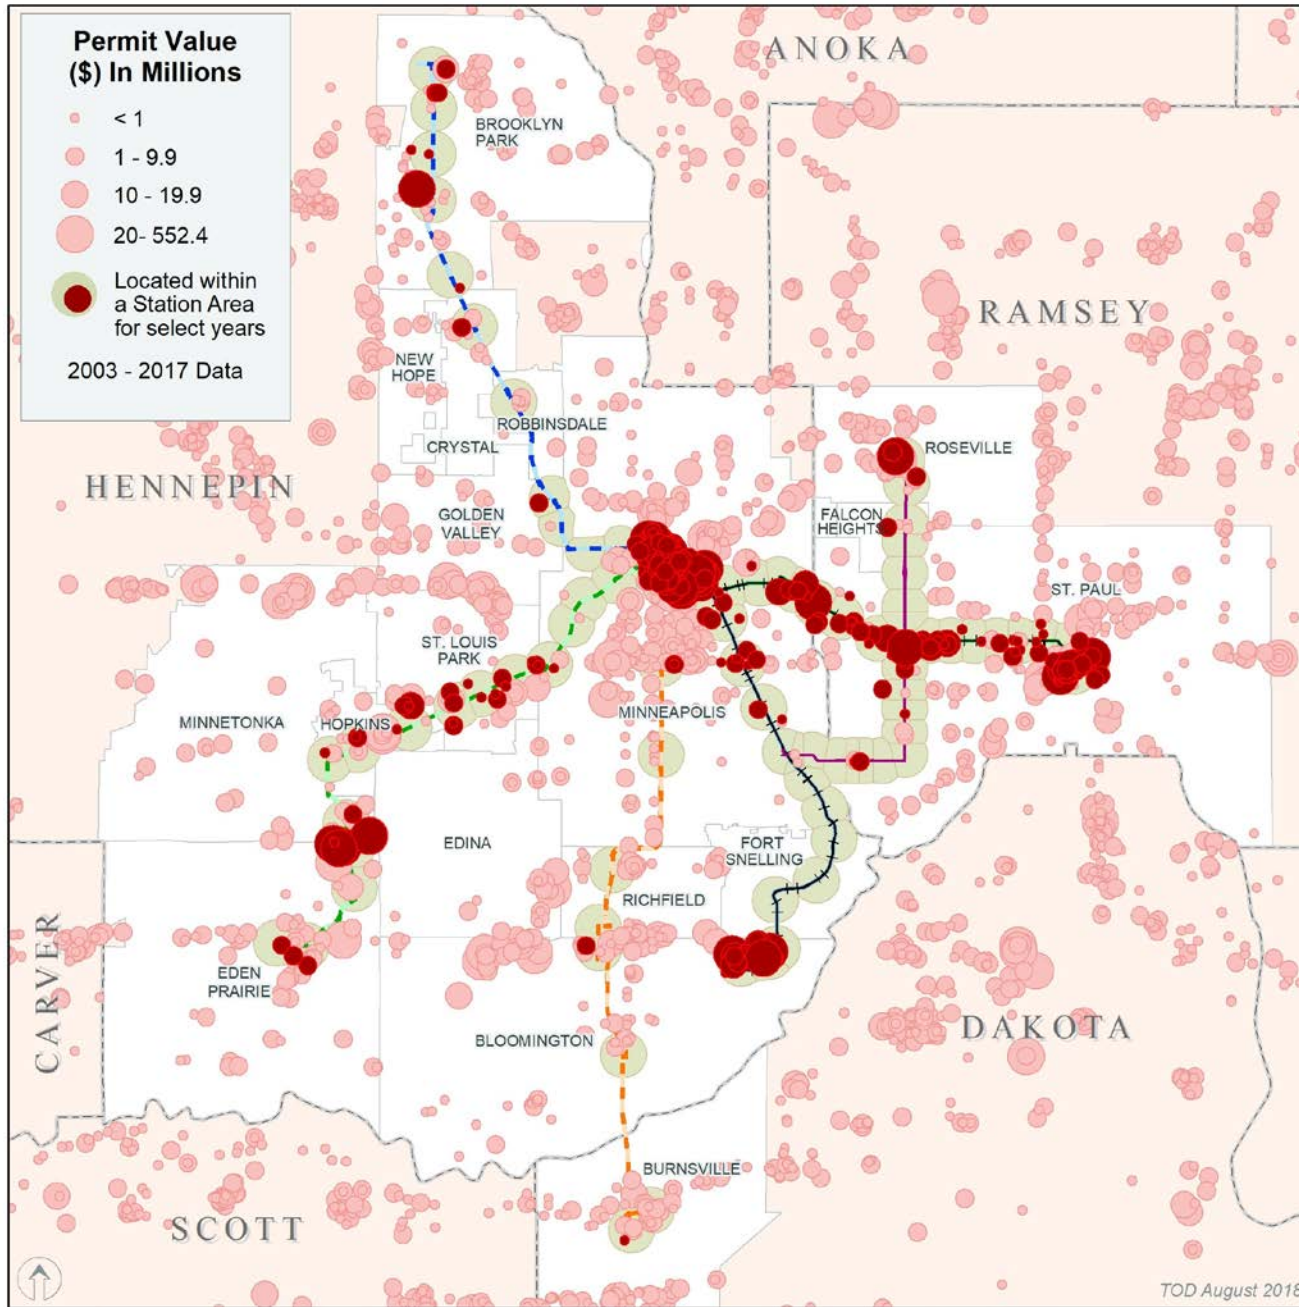 Permit Value
($) In Millions
< 1
1 - 9.9
10 - 19.9
20- 552.4
Located within
a Station Area
for select years
2003 - 2017 Data
ANOKA
BROOKLYN
PARK
RAMSEY
NEW
HOPE
ROBBINSDALE
CRYSTAL
ROSEVILLE
HENNEPIN
GOLDEN
VALLEY
FALCON
HEIGHTS
ST. PAUL
ST. LOUIS
PARK
MINNETONKA
HOPKINS
MINNEAPOLIS
EDINA
FORT
SNELLING
RICHFIELD
CARVER
EDEN
PRAIRIE
DAKOTA
BLOOMINGTON
BURNSVILLE
SCOTT
TOD August 2018